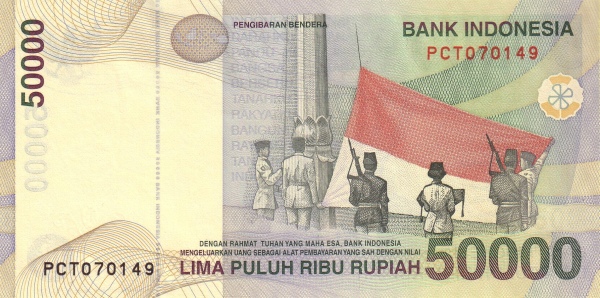 50000
PENGIBARAN BENDERA
BANK INDONESIA
PCT070149
DENGAN RAHMAT TUHAN YANG MAHA ESA, BANK INDONESIA
MENGELUARKAN UANG SEBAGAI ALAT PEMBAYARAN YANG SAH DENGAN NILAI
PCT070149
LIMA PULUH RIBU RUPIAH 50000